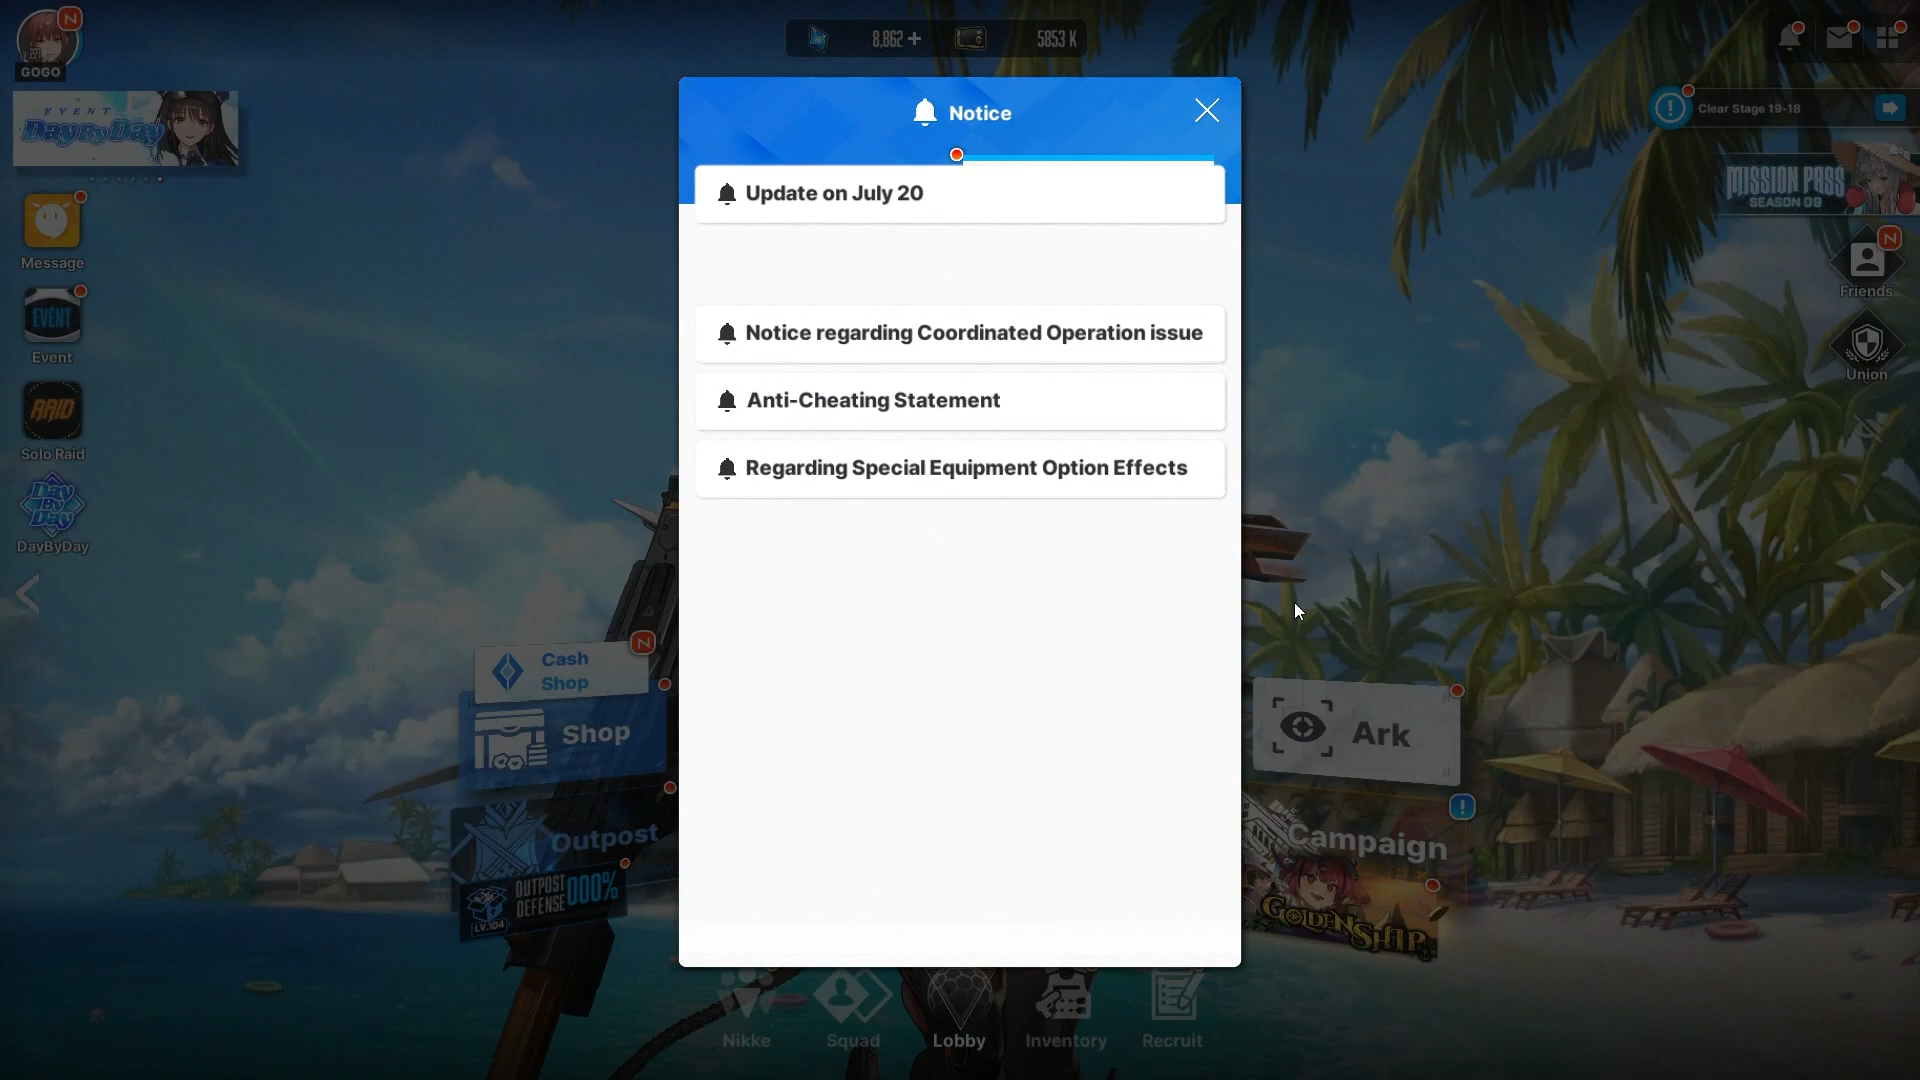 N
GOGO
8,862 +
5853 K
Notice
EVENT
DayByDay
Clear Stage 19-18
Update on July 20
MISSION PASS
SEASON 09
Message
N
Friends
EVENT
Event
Notice regarding Coordinated Operation issue
Union
RAID
Solo Raid
Anti-Cheating Statement
Regarding Special Equipment Option Effects
Day
By
Day
DayByDay
N
Cash
Shop
Shop
Ark
Outpost
Campaign
OUTPOST
DEFENSE
000%
LV.104
GOLDEN SHIP
Nikke
Squad
Lobby
Inventory
Recruit